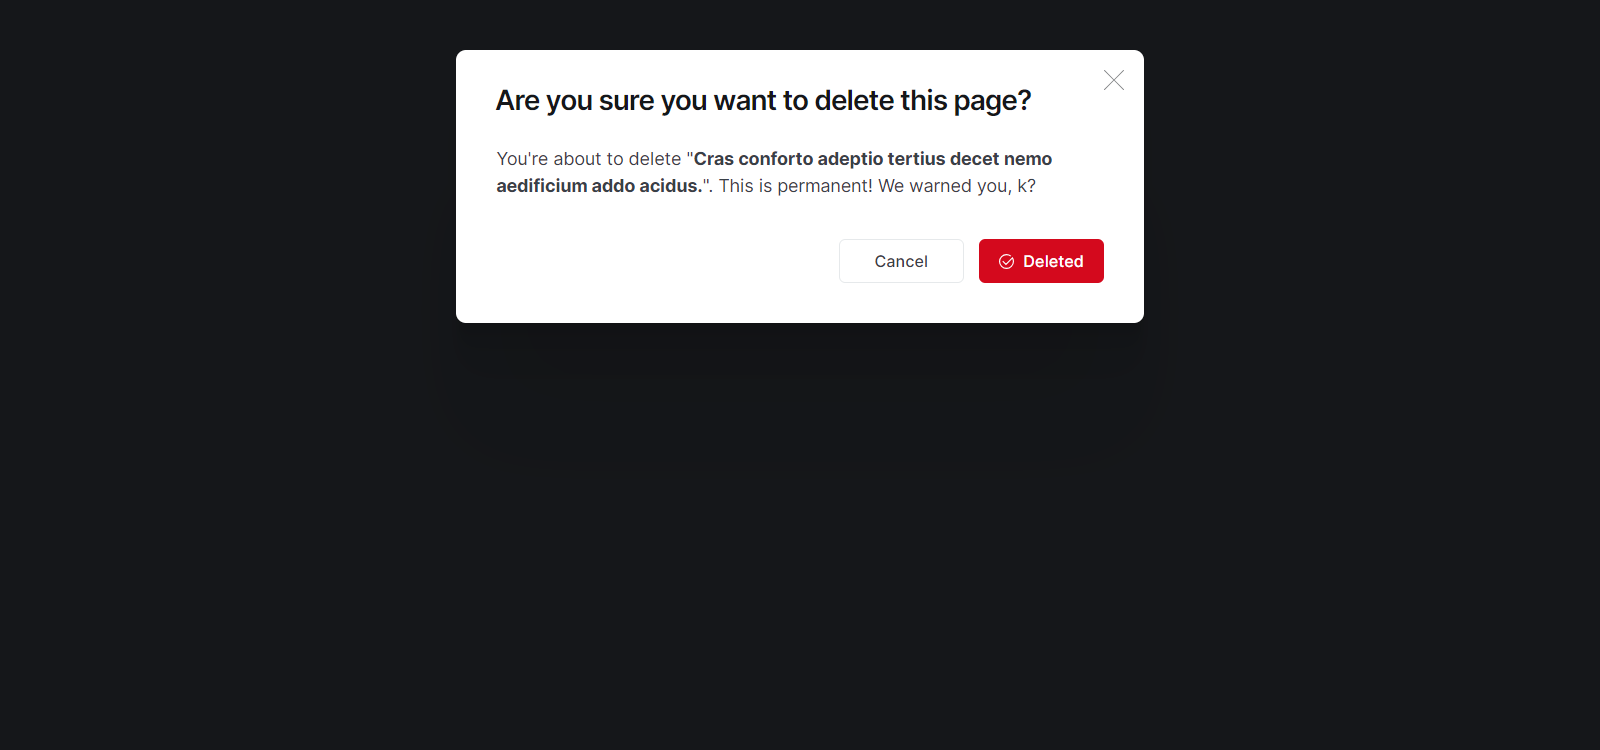 Are you sure you want to delete this page?
You're about to delete "Cras conforto adeptio tertius decet nemo
aedificium addo acidus.". This is permanent! We warned you, k?
Cancel
Deleted